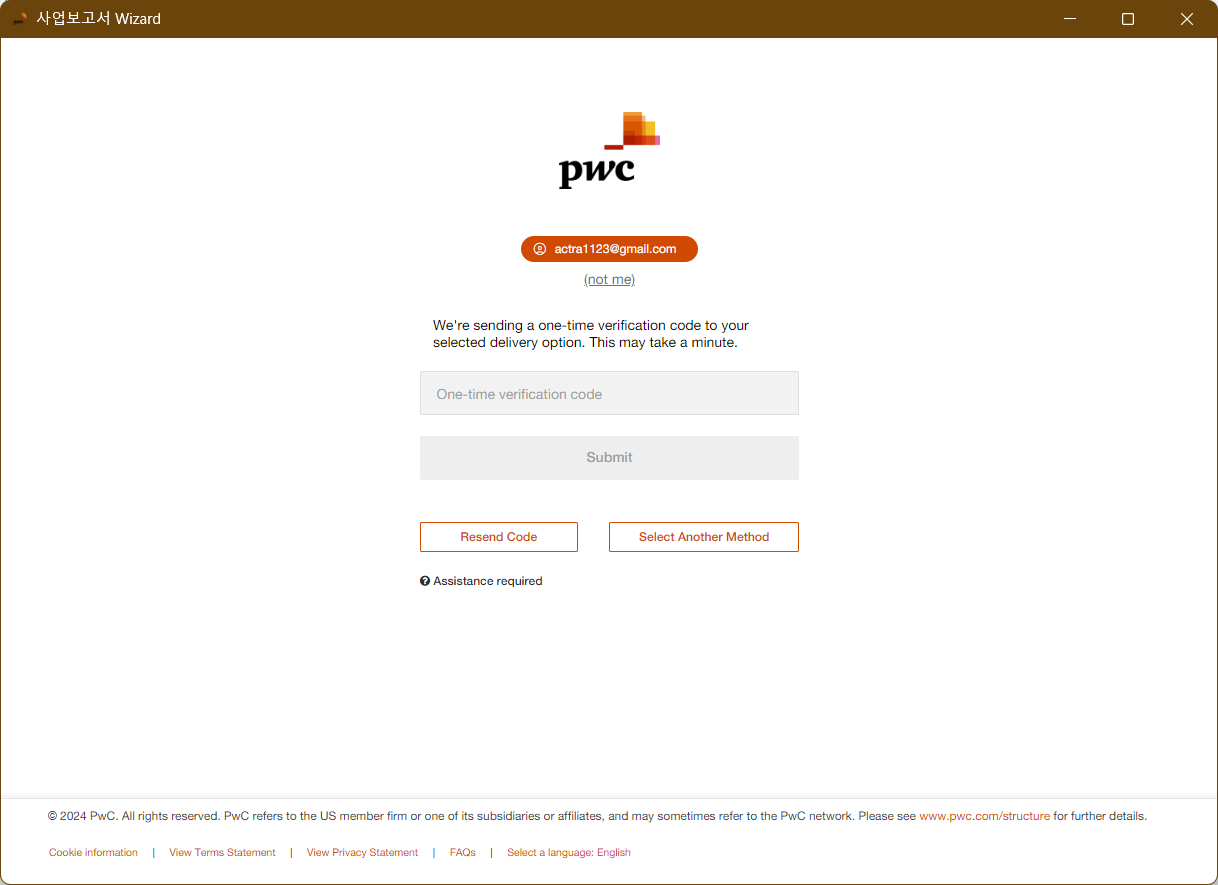 사업보고서 Wizard
pwc
actra1123@gmail.com
(not me)
We're sending a one-time verification code to your
selected delivery option. This may take a minute.
One-time verification code
Submit
Resend Code
Select Another Method
Assistance required
© 2024 PwC. All rights reserved. PwC refers to the US member firm or one of its subsidiaries or affiliates, and may sometimes refer to the PwC network. Please see www.pwc.com/structure for further details.
Cookie information | View Terms Statement | View Privacy Statement | FAQs | Select a language: English